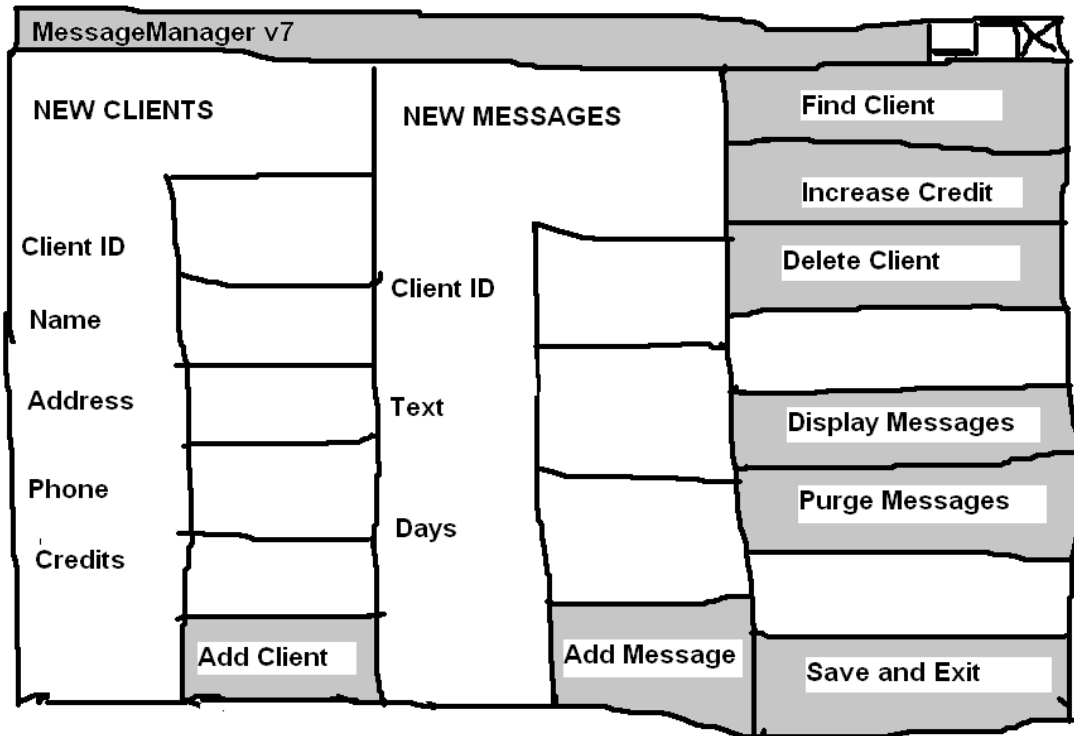 MessageManager v7
NEW CLIENTS
Client ID
Name
Address
Phone
Credits
Add Client
NEW MESSAGES
Client ID
Text
Days
Add Message
Find Client
Increase Credit
Delete Client
Display Messages
Purge Messages
Save and Exit